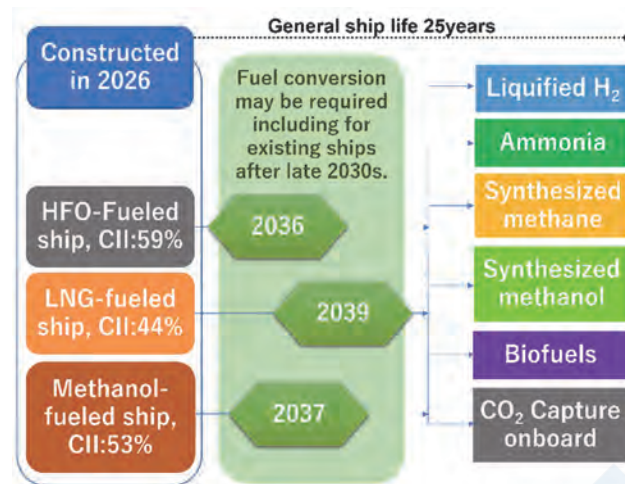 General ship life 25years
Constructed
in 2026
Fuel conversion
may be required
including for
existing ships
after late 2030s.
HFO-Fueled
ship, CII:59%
LNG-fueled
ship, CII:44%
Methanol-
fueled ship,
CII:53%
2036
2039
2037
Liquified H₂
Ammonia
Synthesized
methane
Synthesized
methanol
Biofuels
CO₂ Capture
onboard